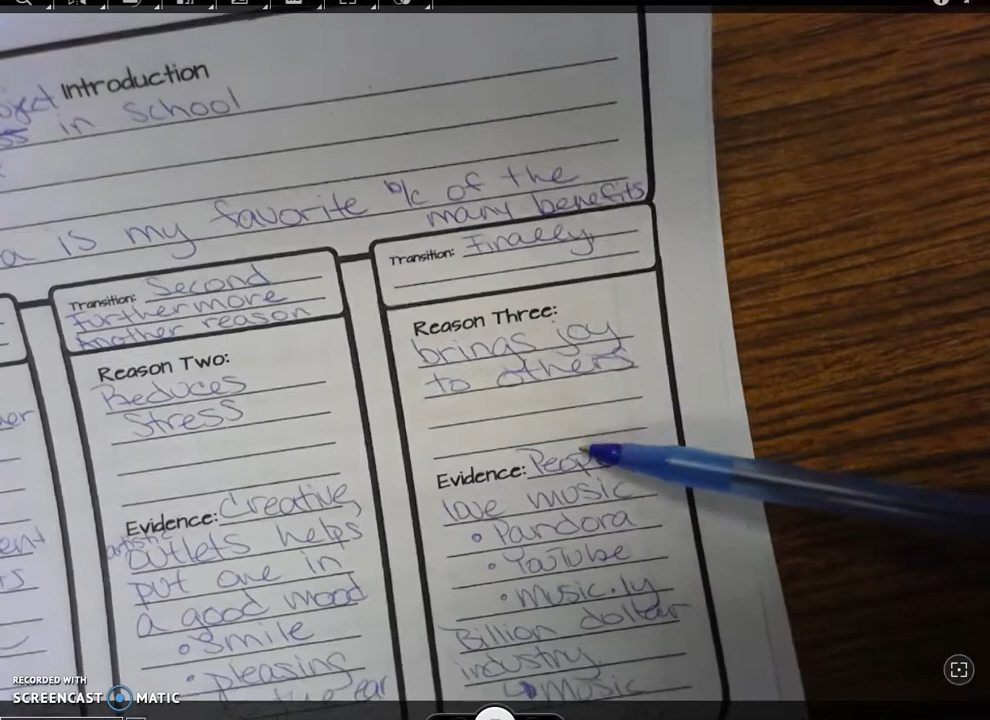 Introduction
in School
is my favorite b/c of the
many benefits
Transition: Second
Furthermore
Another reason
Transition: Finally,
Reason Two:
Reduces
Stress
Evidence: Creative,
artistic
outlets helps
put one in
a good mood
• Smile
• pleasing
ear
Reason Three:
brings joy
to others
Evidence:
love music
• Pandora
• YouTube
• music.ly
Billion dollar
industry
music
RECORDED WITH
SCREENCAST MATIC